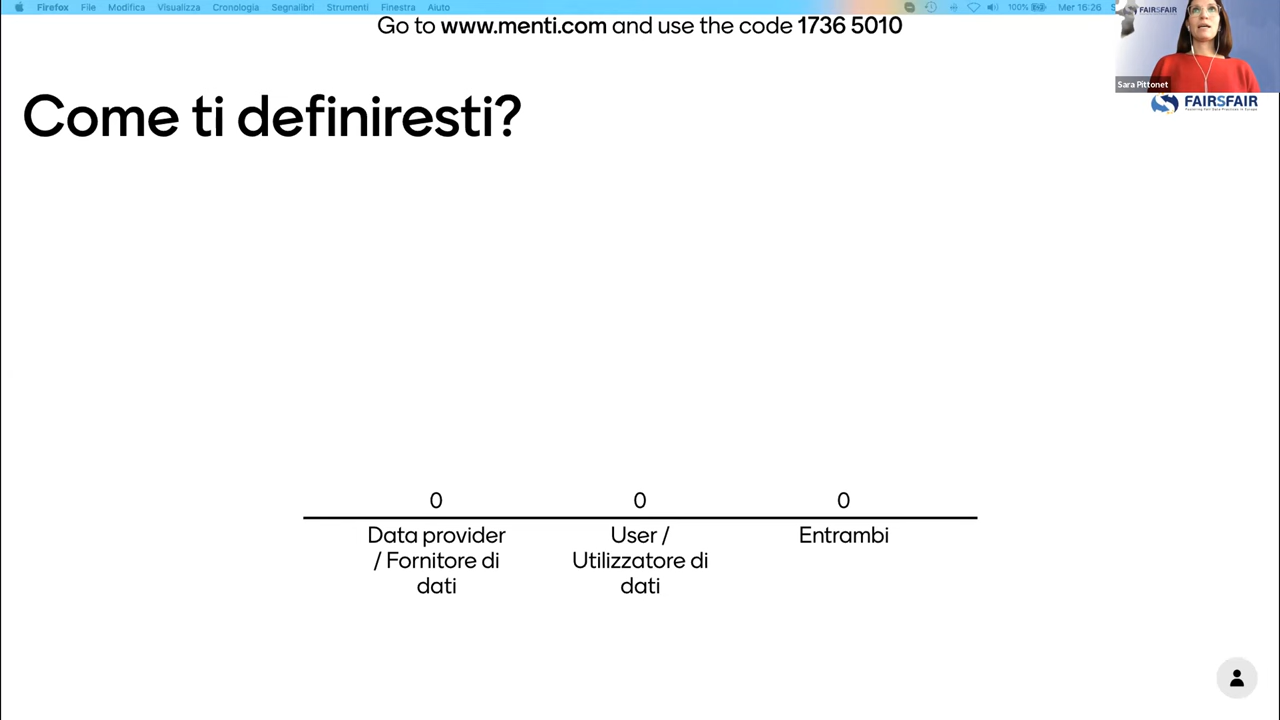 Firefox File Modifica Visualizza Cronologia Segnalibri Strumenti Finestra Aiuto 100% Mer 16:26
Go to www.menti.com and use the code 1736 5010
FAIRSFAIR
Sara Pittonet
FAIRSFAIR
Come ti definiresti?
0 0 0
Data provider / Fornitore di dati
User / Utilizzatore di dati
Entrambi